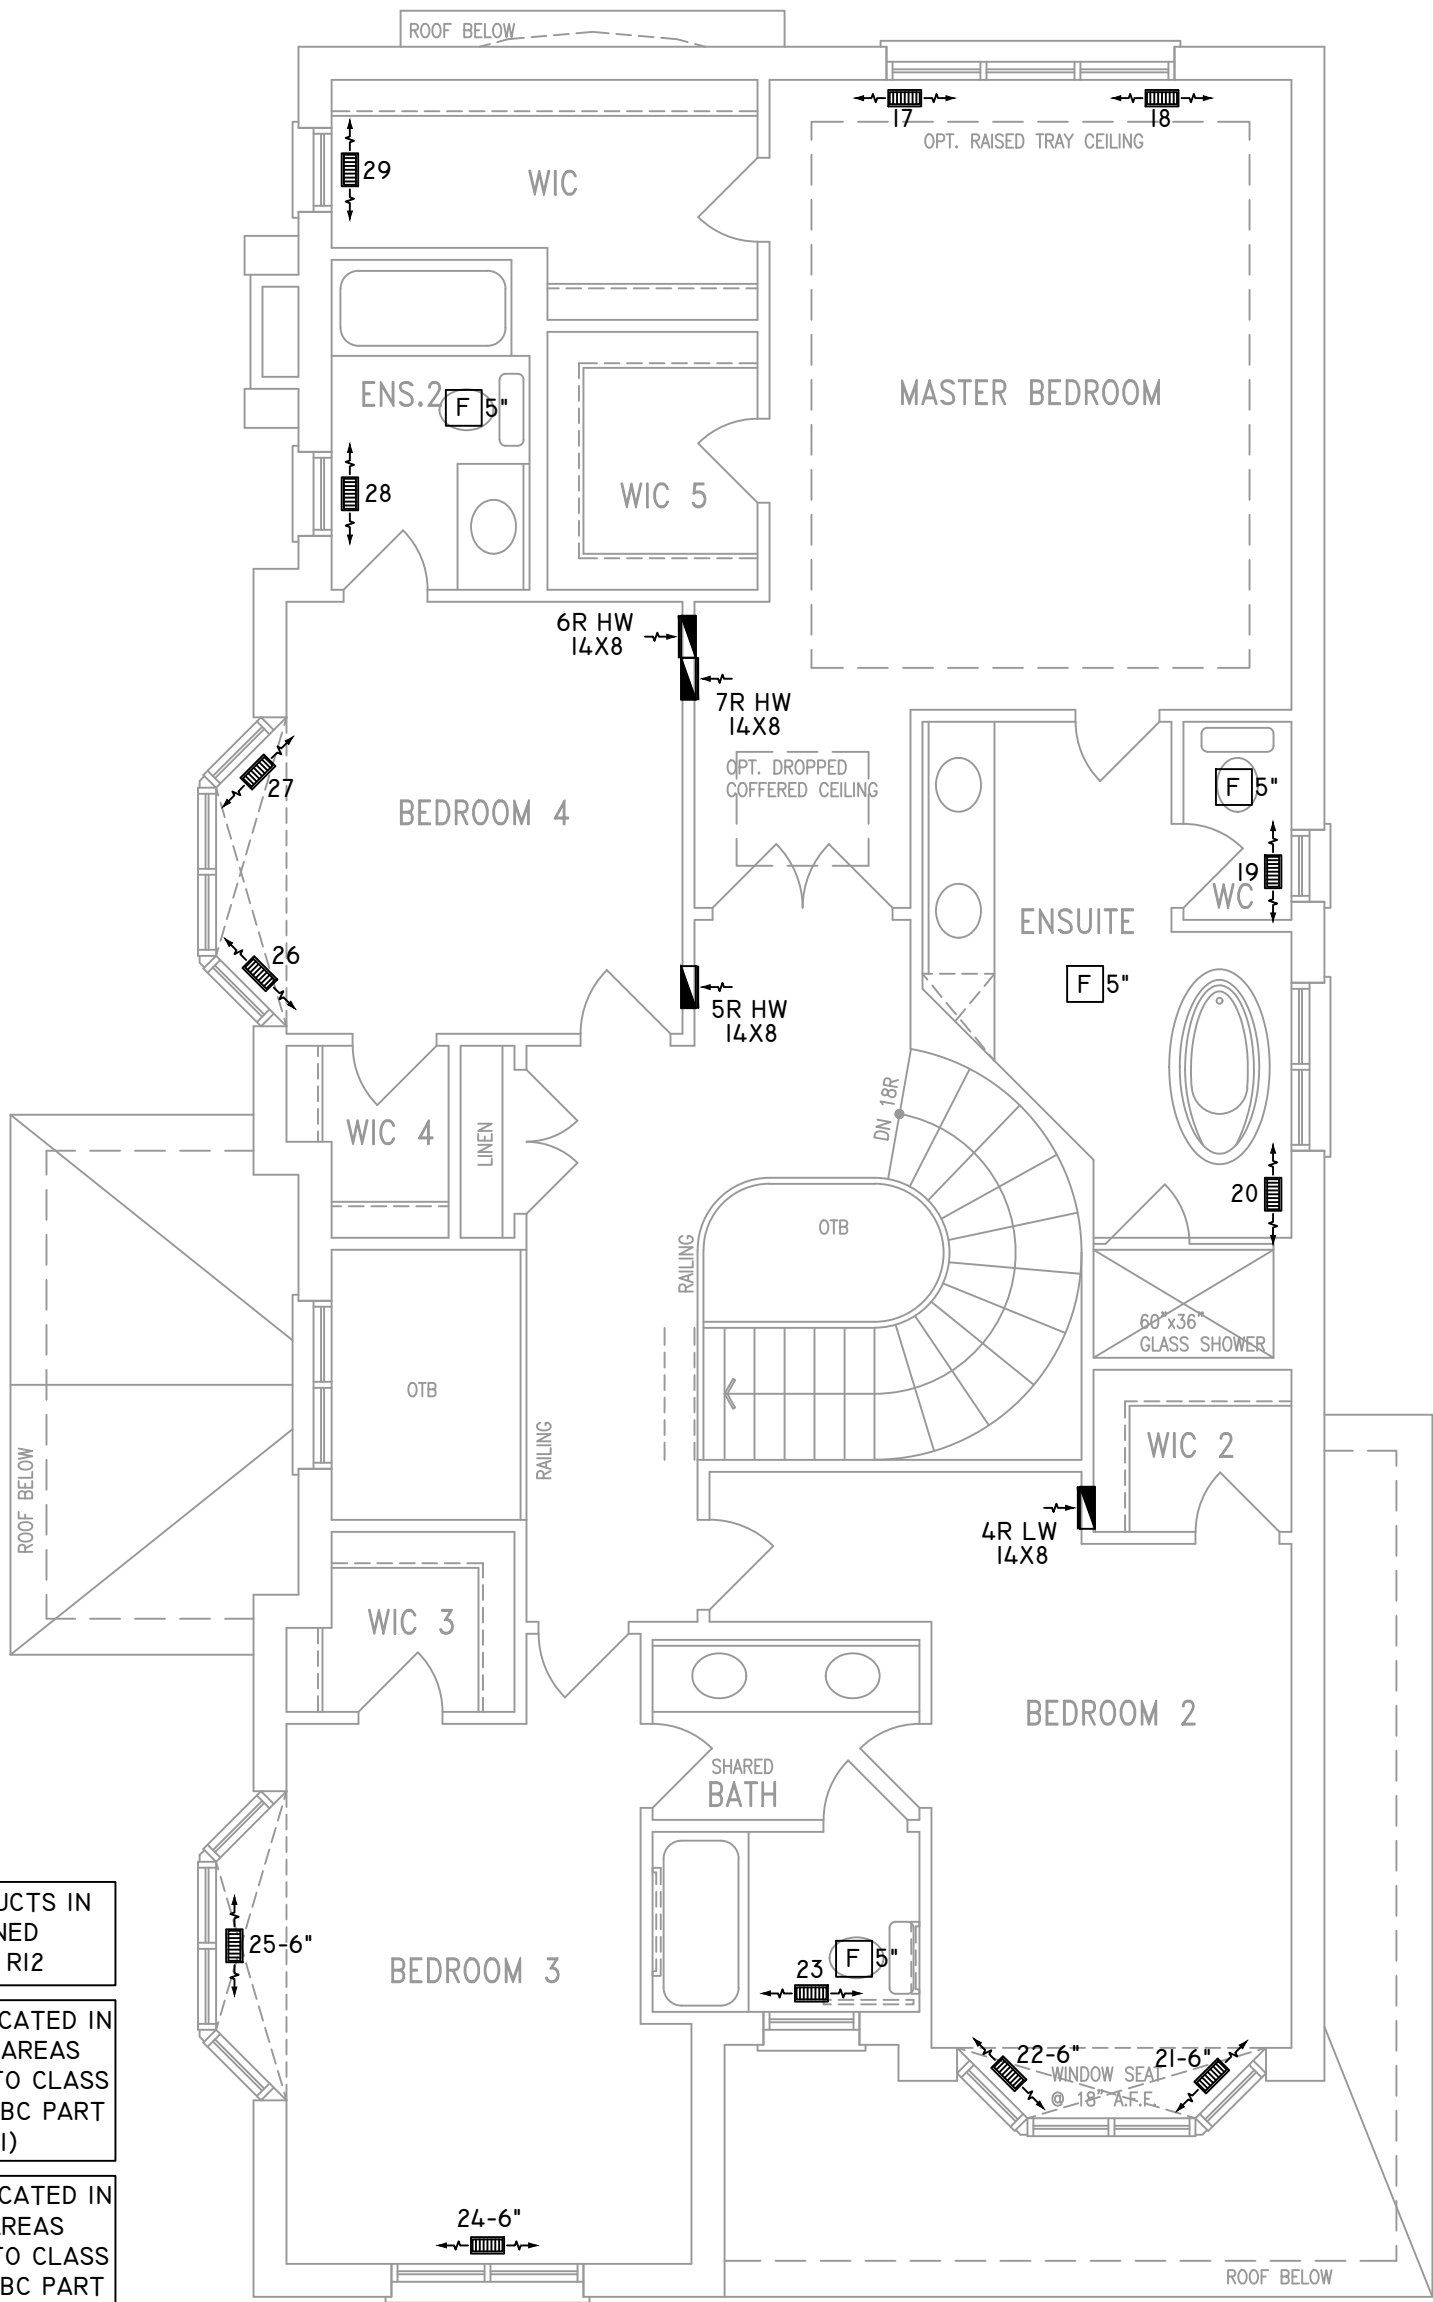 ROOF BELOW
17
18
OPT. RAISED TRAY CEILING
29
WIC
ENS.2
F 5"
MASTER BEDROOM
28
WIC 5
6R HW
14X8
7R HW
14X8
OPT. DROPPED
COFFERED CEILING
27
BEDROOM 4
F 5"
19
WC
ENSUITE
26
F 5"
5R HW
14X8
DN 18R
WIC 4
LINEN
20
OTB
RAILING
60"x36"
GLASS SHOWER
OTB
RAILING
WIC 2
ROOF BELOW
4R LW
14X8
WIC 3
BEDROOM 2
SHARED
BATH
UCTS IN
NED
R12
25-6"
BEDROOM 3
F 5"
23
CATED IN
AREAS
TO CLASS
BC PART
1)
22-6"
21-6"
WINDOW SEAT
@ 18" A.F.F.
CATED IN
REAS
TO CLASS
BC PART
24-6"
ROOF BELOW